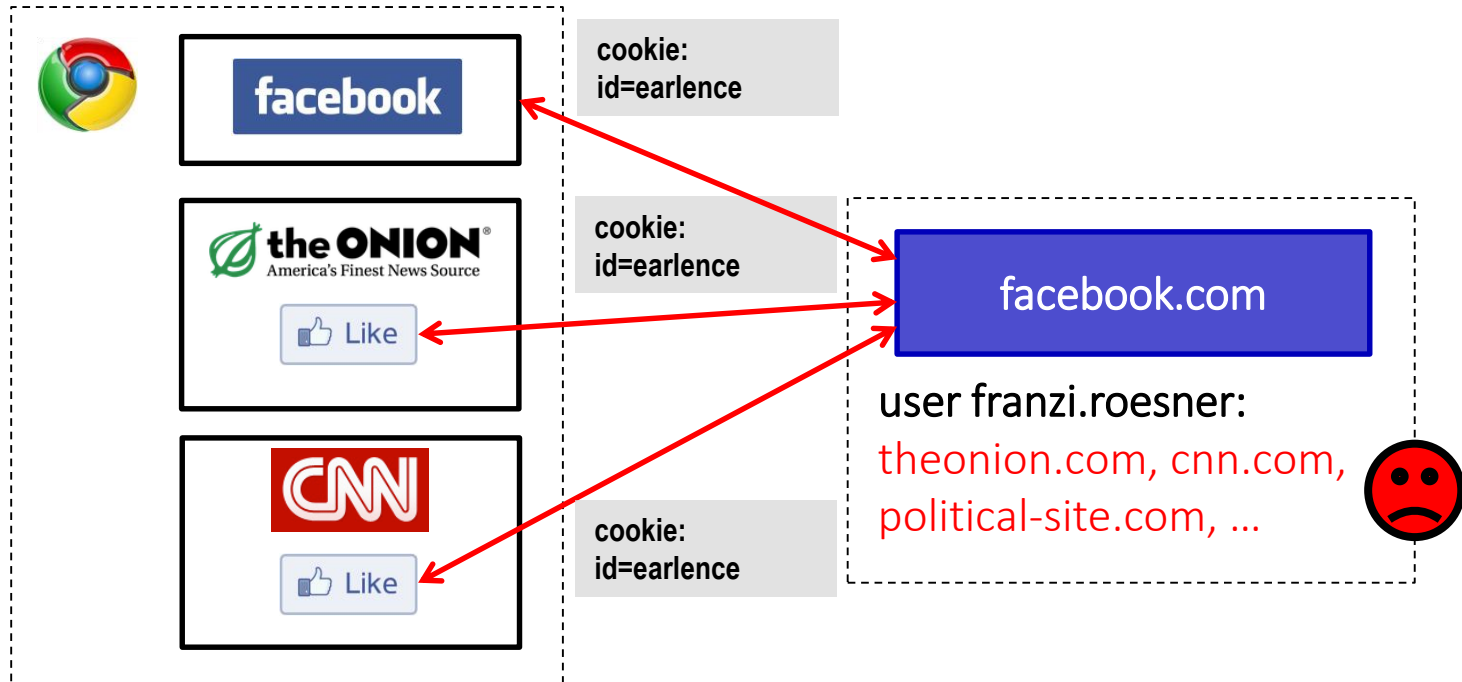 facebook
cookie:
id=earlence
the ONION®
America's Finest News Source
Like
cookie:
id=earlence
facebook.com
user franzi.roesner:
theonion.com, cnn.com,
political-site.com, ...
CNN
Like
cookie:
id=earlence